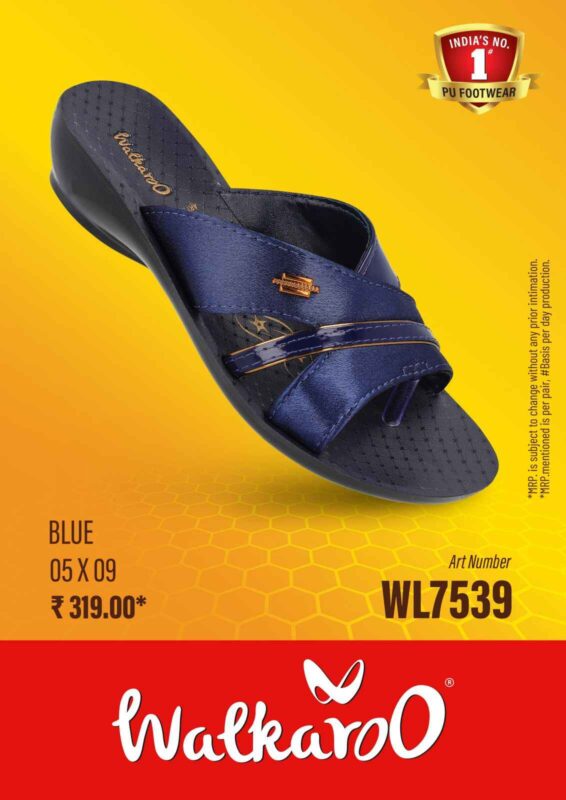 INDIA'S NO.
1#
PU FOOTWEAR
Walkaroo
*MRP. is subject to change without any prior intimation.
*MRP.mentioned is per pair, #Basis per day production.
BLUE
05 X 09
₹ 319.00*
Art Number
WL7539
Walkaroo®